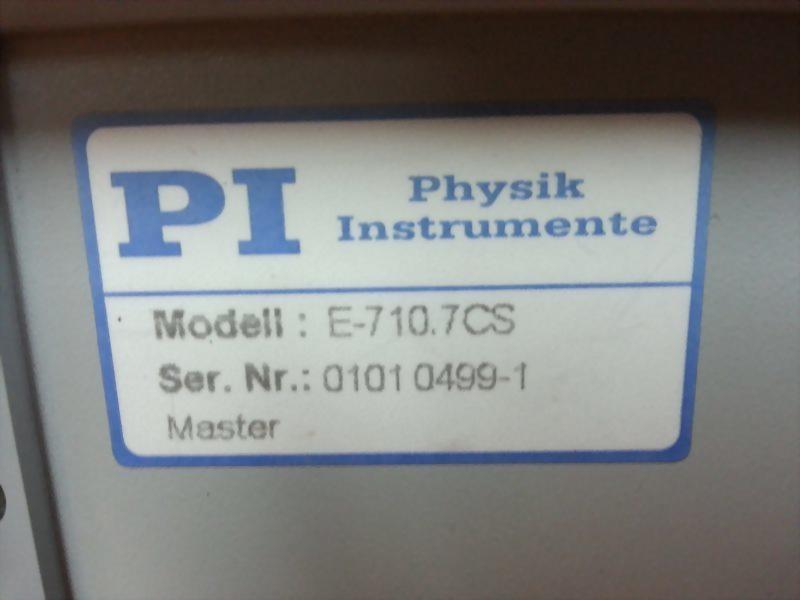 PI
Physik
Instrumente
Modell : E-710.7CS
Ser. Nr.: 0101 0499-1
Master